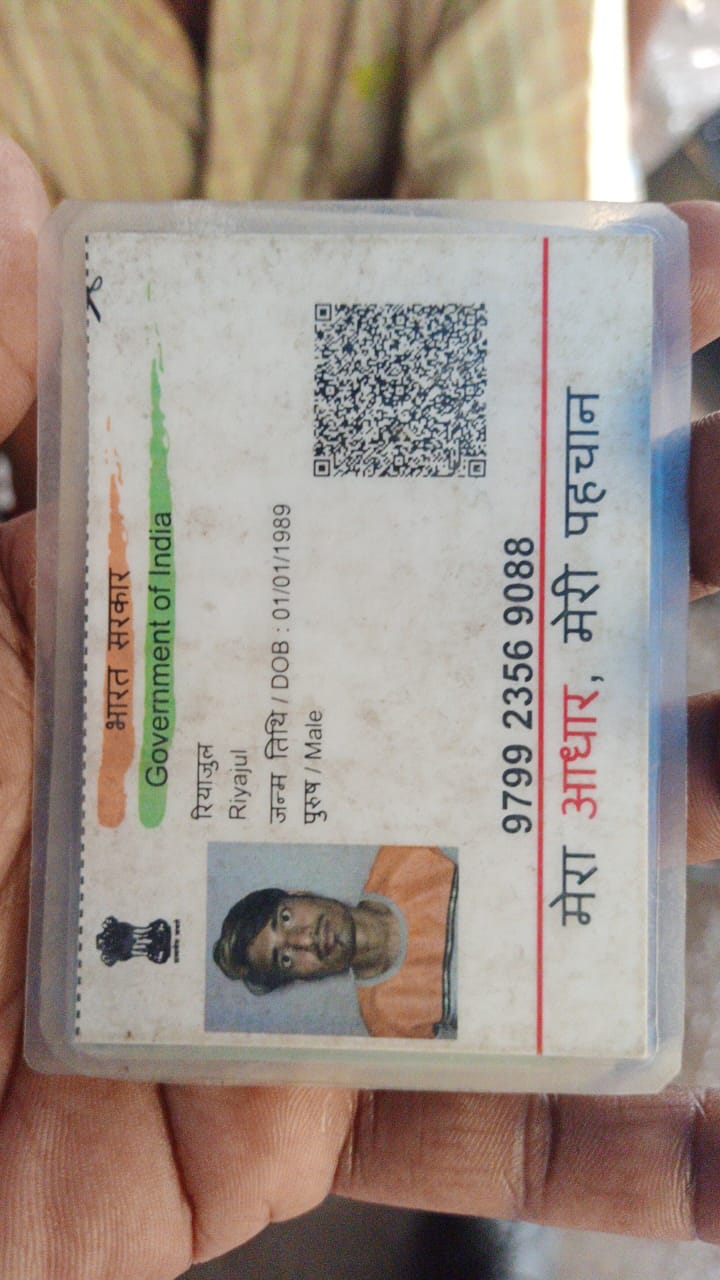 भारत सरकार
Government of India
रियाजुल
Riyajul
जन्म तिथि / DOB : 01/01/1989
पुरुष / Male
9799 2356 9088
मेरा आधार, मेरी पहचान